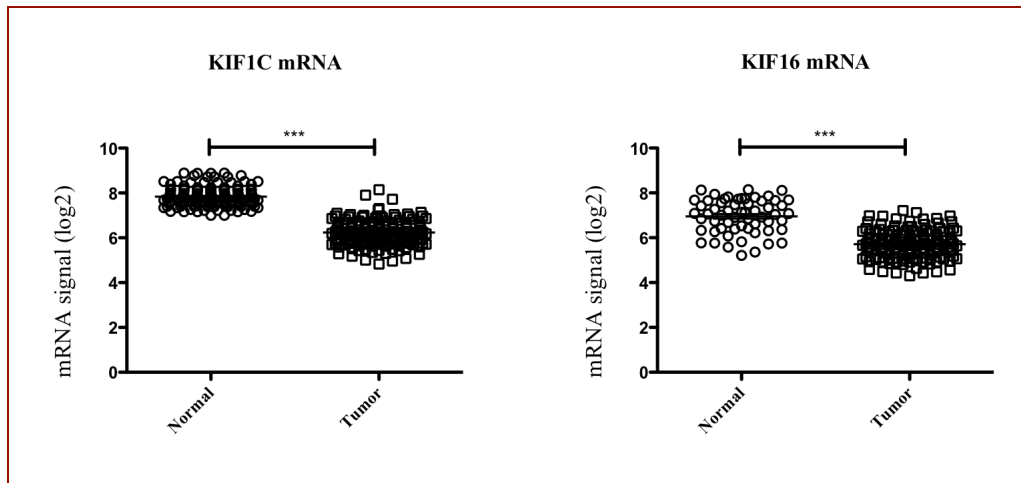 KIF1C mRNA
***
mRNA signal (log2)
10
8
6
4
2
0
Normal
Tumor
KIF16 mRNA
***
mRNA signal (log2)
10
8
6
4
2
0
Normal
Tumor